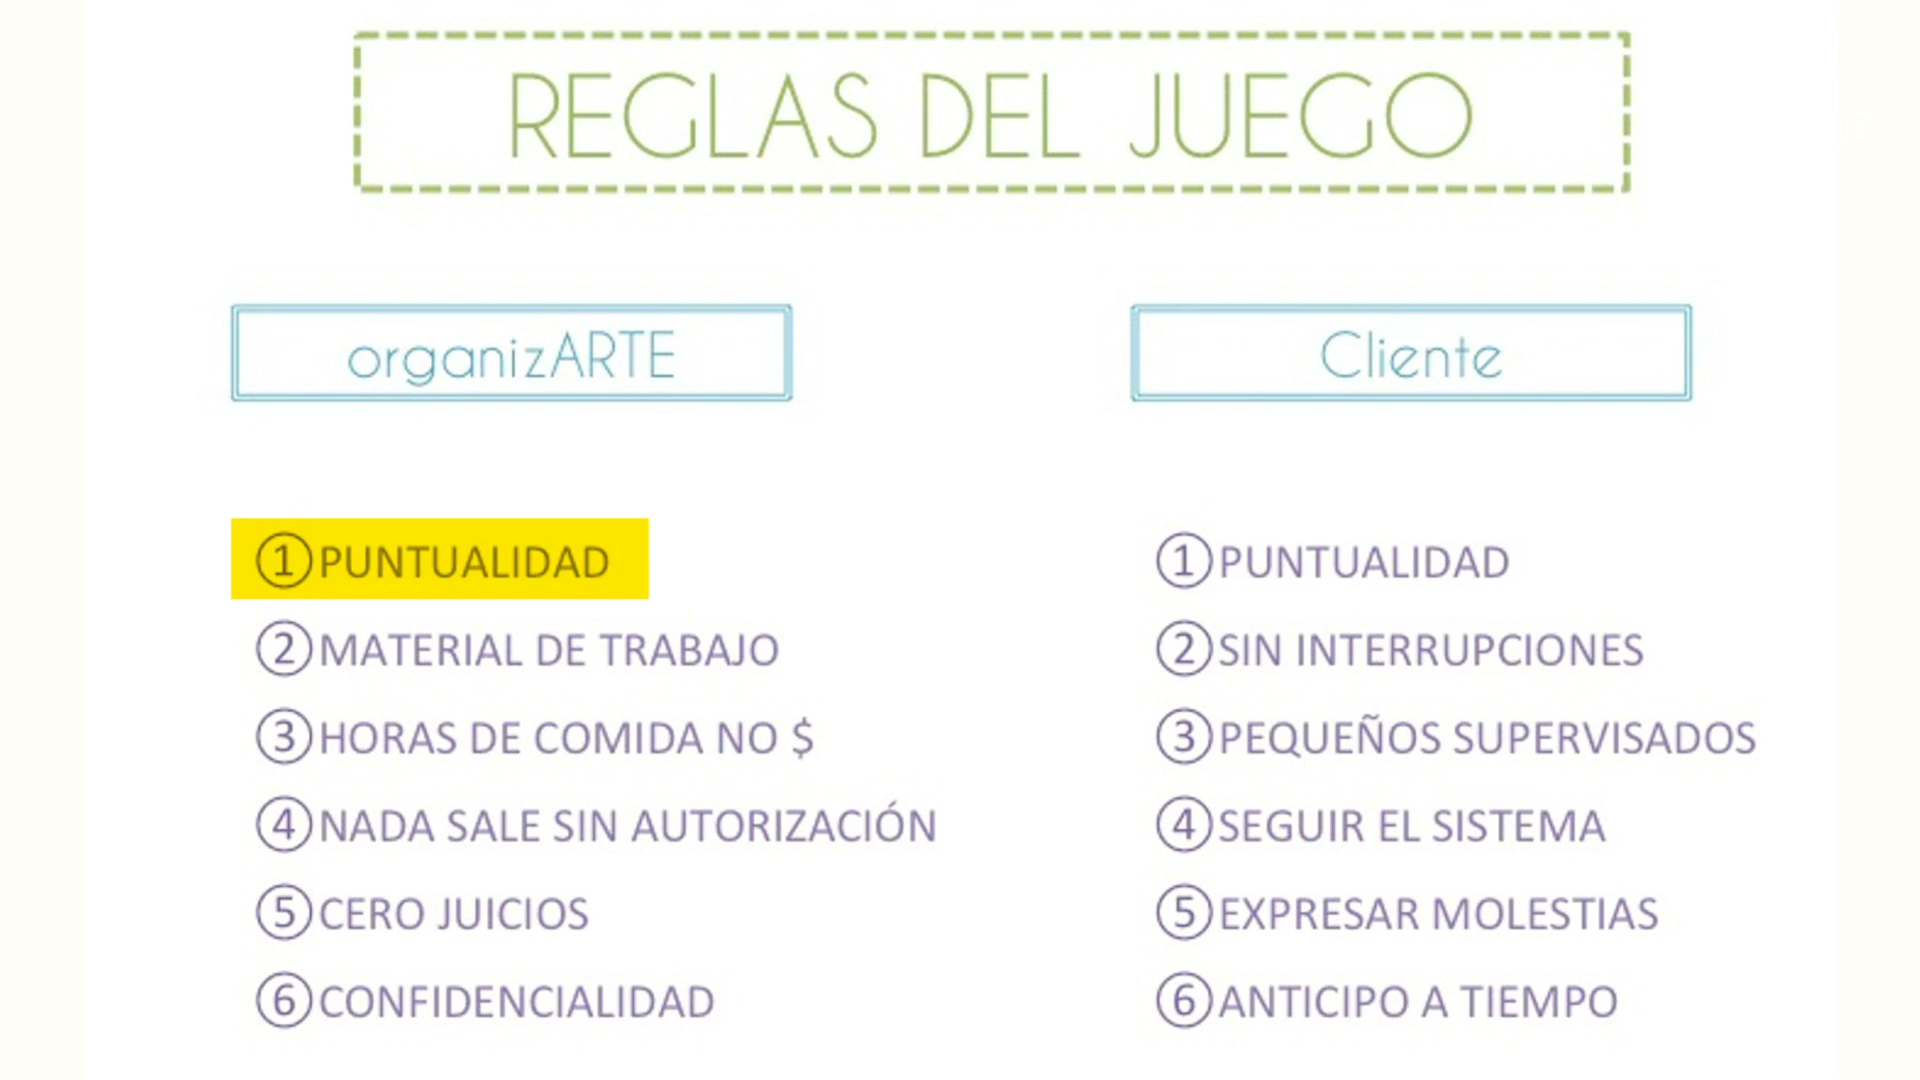 REGLAS DEL JUEGO
organizARTE
① PUNTUALIDAD
② MATERIAL DE TRABAJO
③ HORAS DE COMIDA NO $
④ NADA SALE SIN AUTORIZACIÓN
⑤ CERO JUICIOS
⑥ CONFIDENCIALIDAD
Cliente
① PUNTUALIDAD
② SIN INTERRUPCIONES
③ PEQUEÑOS SUPERVISADOS
④ SEGUIR EL SISTEMA
⑤ EXPRESAR MOLESTIAS
⑥ ANTICIPO A TIEMPO